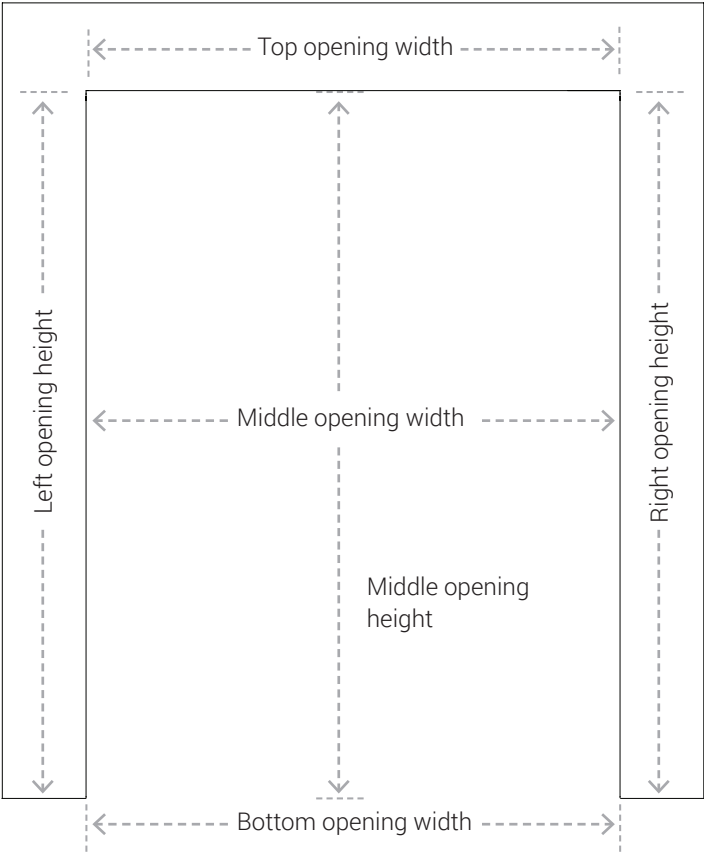 Top opening width
Left opening height
Middle opening width
Right opening height
Middle opening
height
Bottom opening width